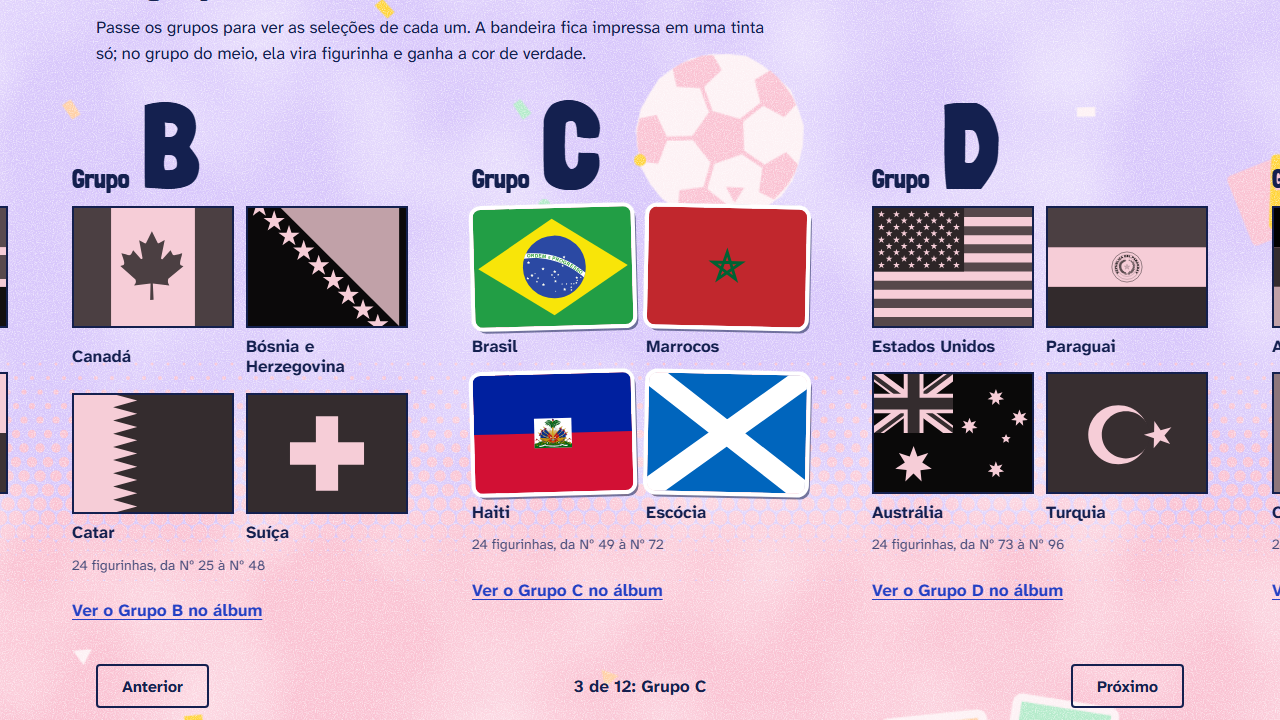 Passe os grupos para ver as seleções de cada um. A bandeira fica impressa em uma tinta
só; no grupo do meio, ela vira figurinha e ganha a cor de verdade.
Grupo B
Canadá
Bósnia e
Herzegovina
Catar
Suíça
24 figurinhas, da Nº 25 à Nº 48
Ver o Grupo B no álbum
Grupo C
ORDEM E PROGRESSO
Brasil
Marrocos
Haiti
Escócia
24 figurinhas, da Nº 49 à Nº 72
Ver o Grupo C no álbum
Grupo D
Estados Unidos
Paraguai
Austrália
Turquia
24 figurinhas, da Nº 73 à Nº 96
Ver o Grupo D no álbum
Anterior
3 de 12: Grupo C
Próximo